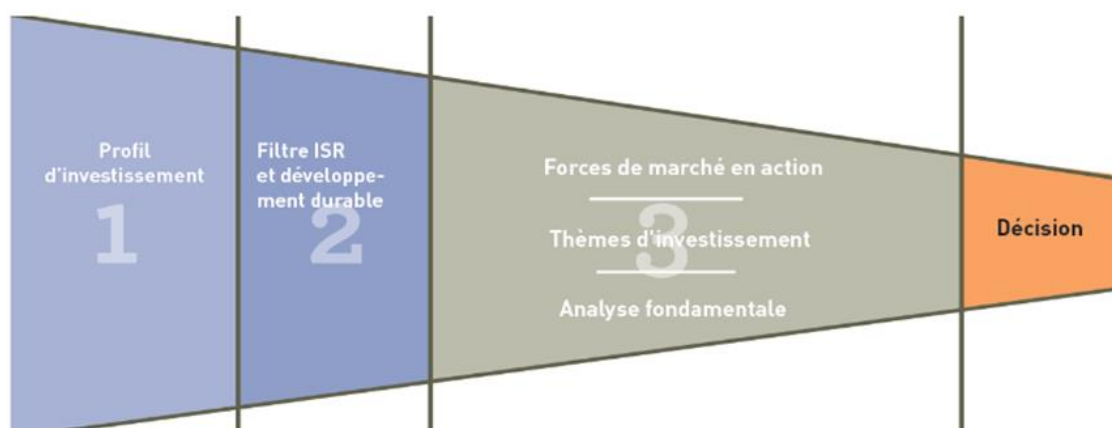 Profil
d'investissement
1
Filtre ISR
et développe-
ment durable
2
Forces de marché en action
Thèmes d'investissement
3
Analyse fondamentale
Décision